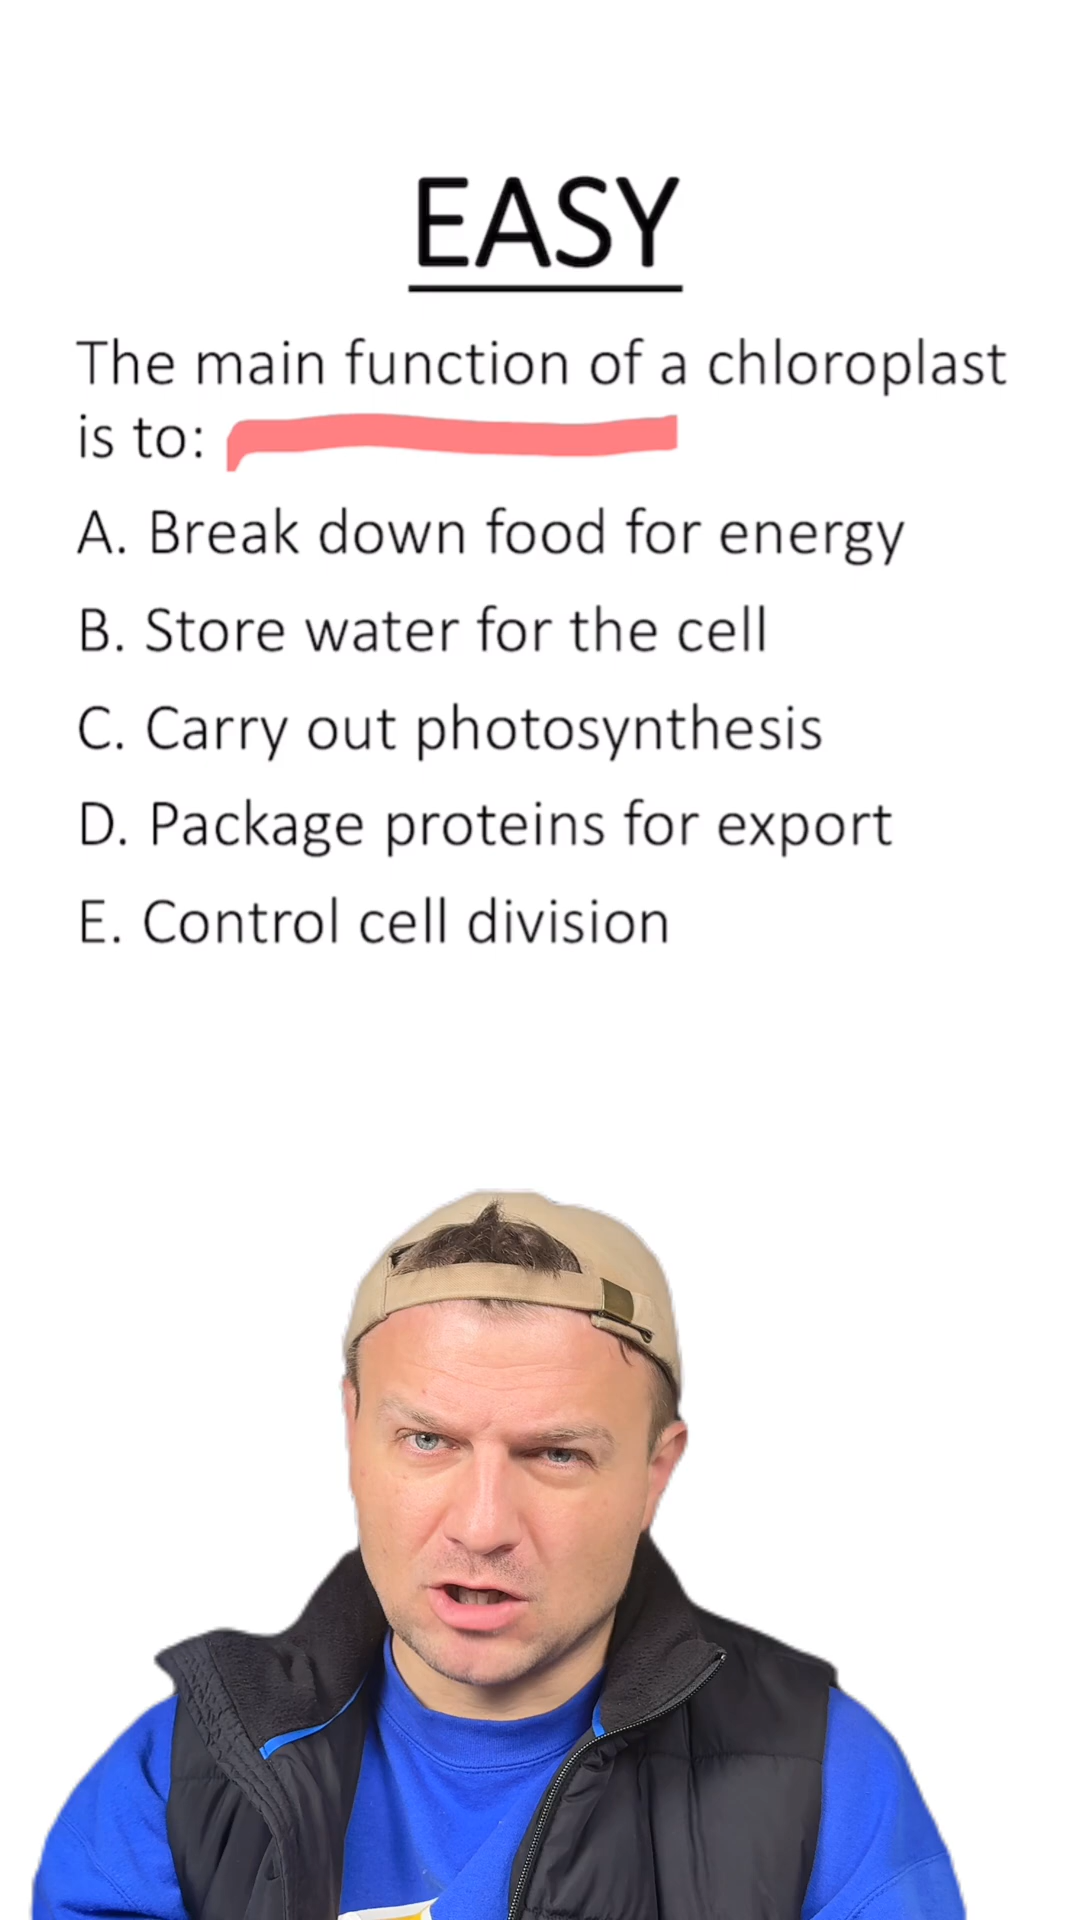 EASY
The main function of a chloroplast
is to:
A. Break down food for energy
B. Store water for the cell
C. Carry out photosynthesis
D. Package proteins for export
E. Control cell division